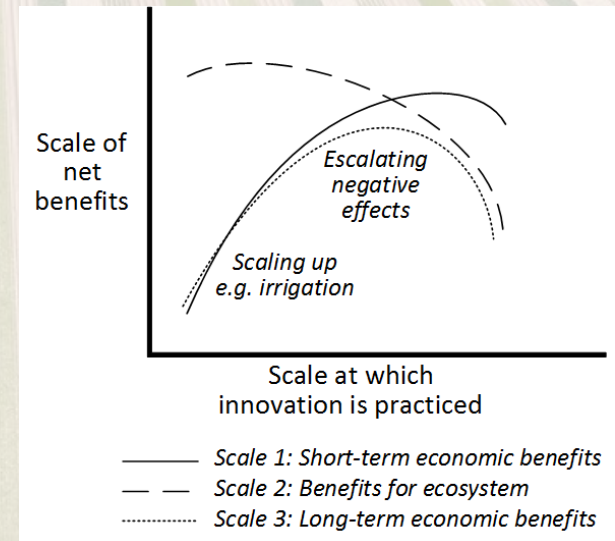 Scale of
net
benefits
Escalating
negative
effects
Scaling up
e.g. irrigation
Scale at which
innovation is practiced
Scale 1: Short-term economic benefits
Scale 2: Benefits for ecosystem
Scale 3: Long-term economic benefits